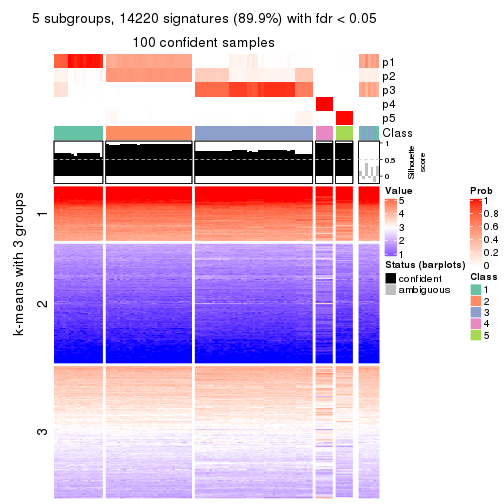 5 subgroups, 14220 signatures (89.9%) with fdr < 0.05
100 confident samples
p1
p2
p3
p4
p5
Class
1
0.5
0
Silhouette
score
k-means with 3 groups
1
2
3
Value
5
4
3
2
1
Status (barplots)
confident
ambiguous
Prob
1
0.8
0.6
0.4
0.2
0
Class
1
2
3
4
5